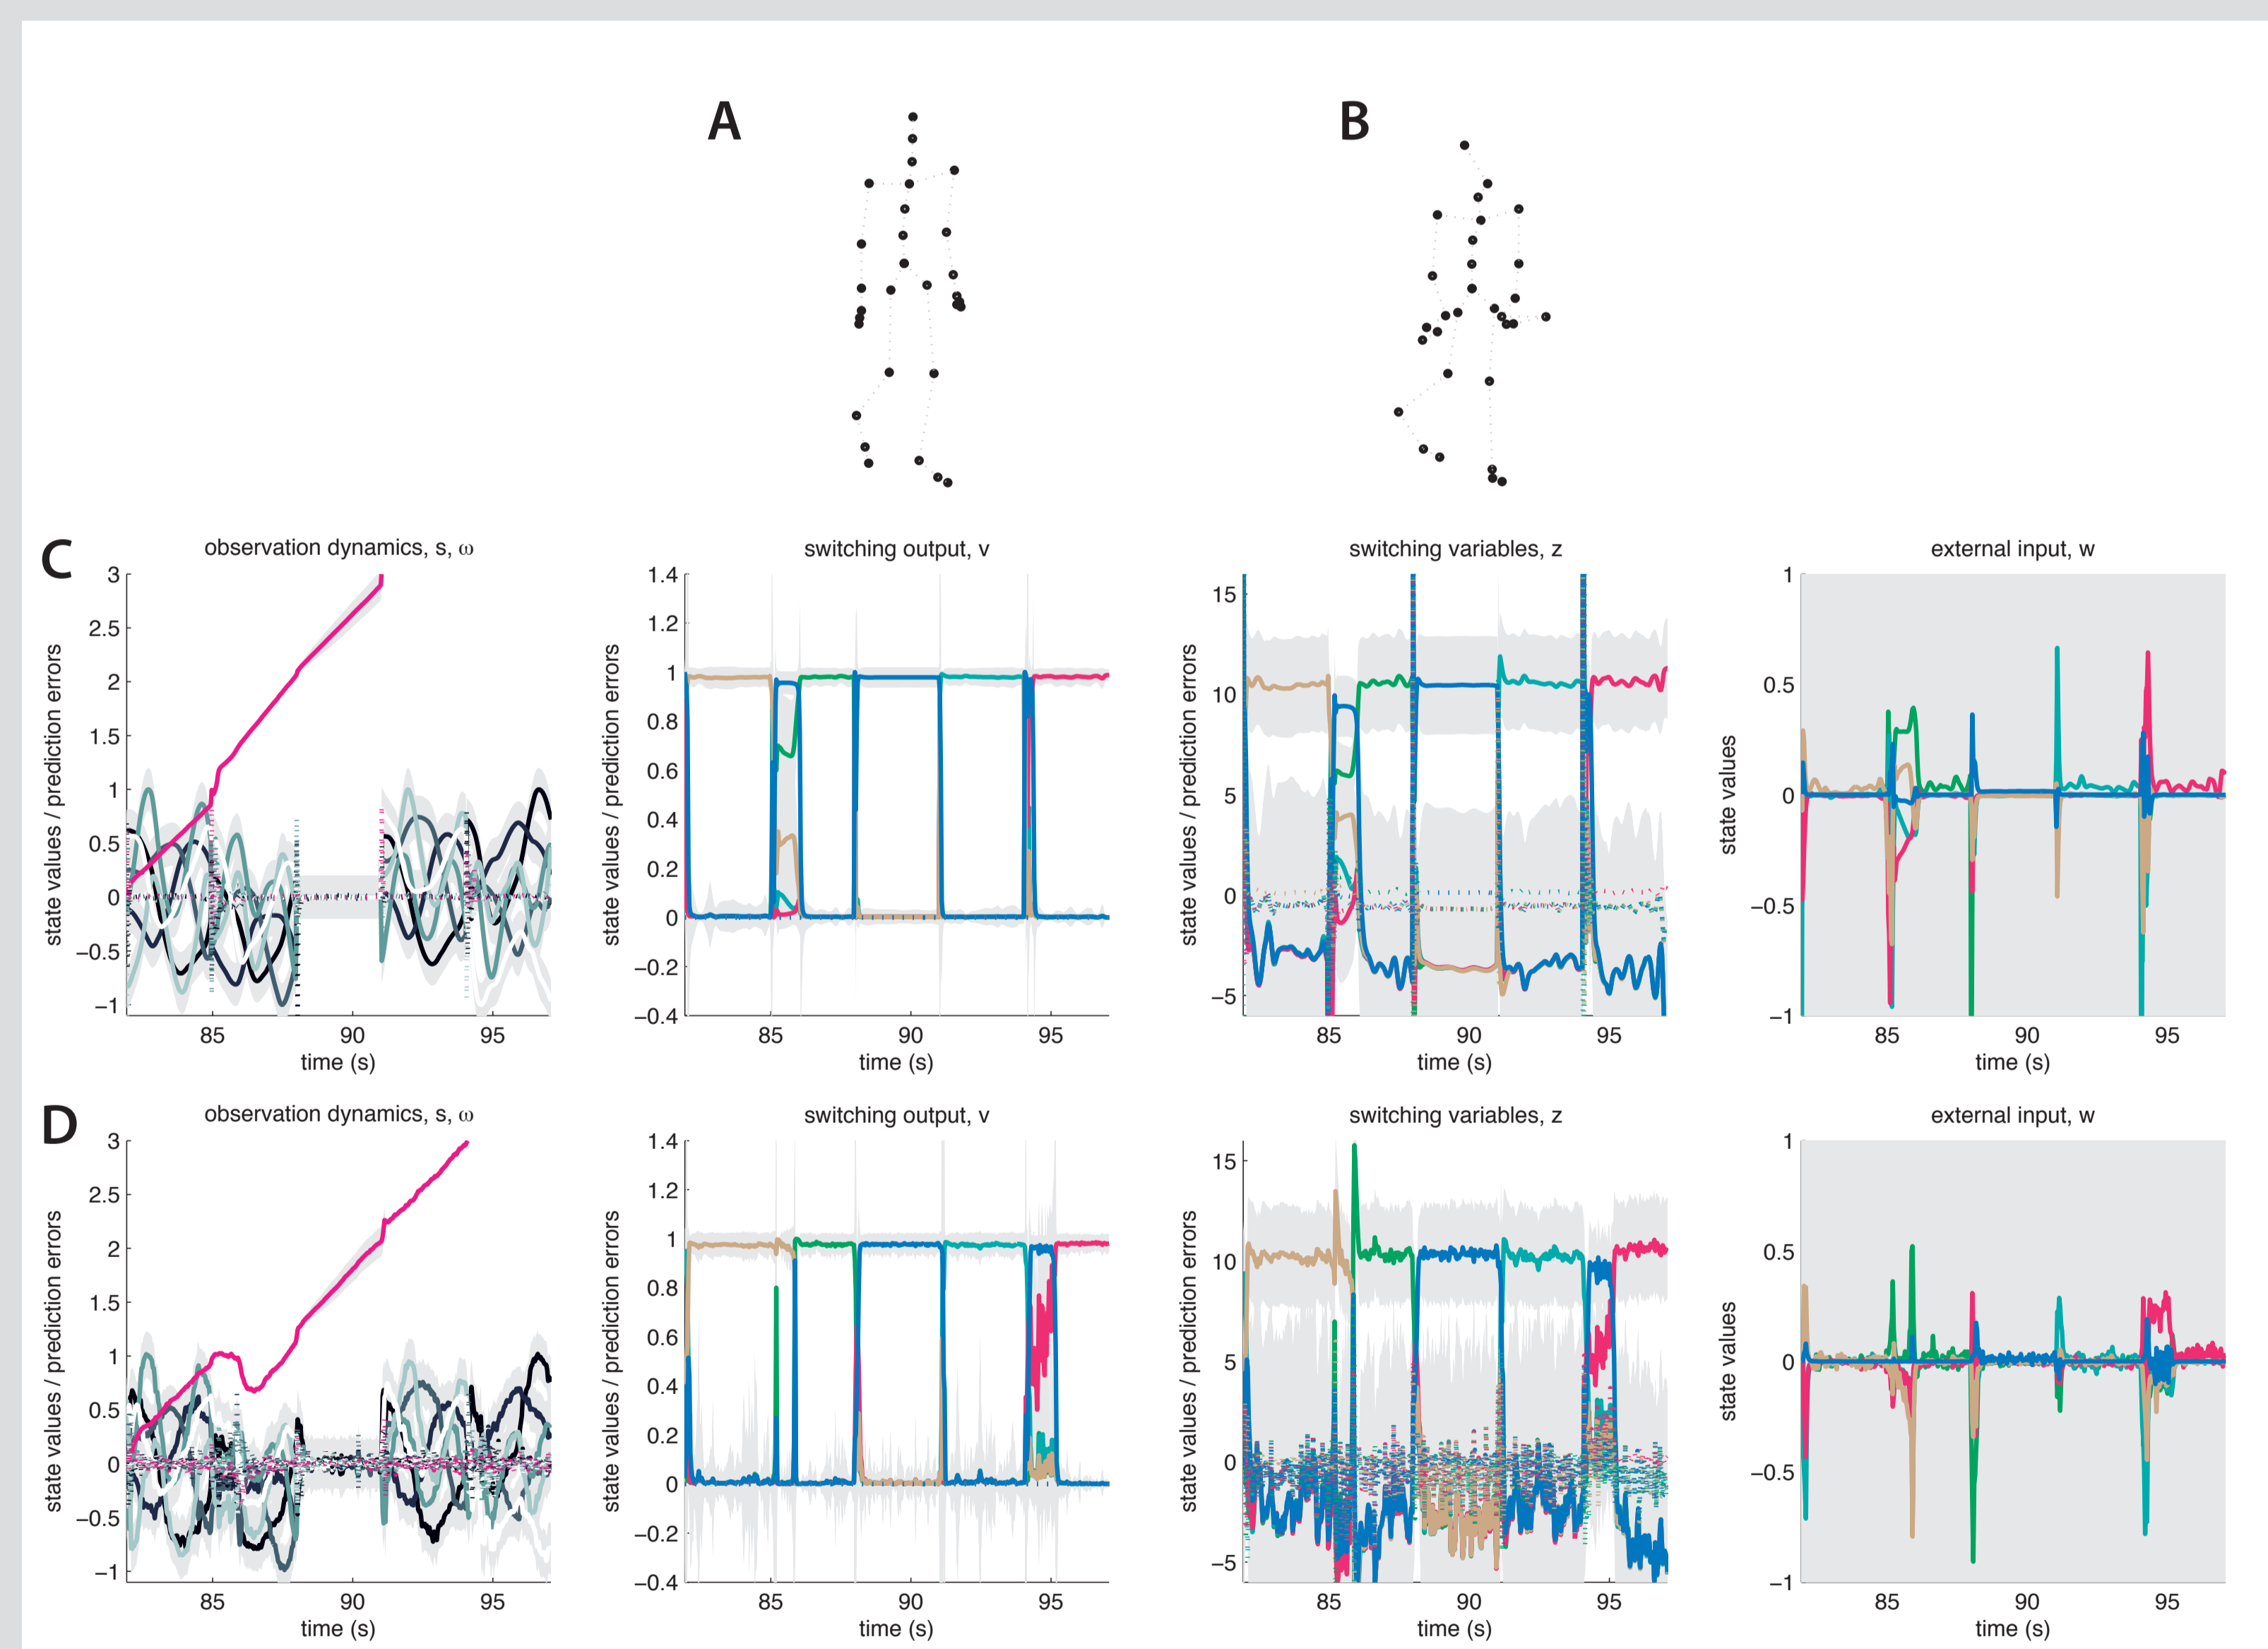 A
B
C
observation dynamics, s, ω
switching output, v
switching variables, z
external input, w
state values / prediction errors
3
2.5
2
1.5
1
0.5
0
−0.5
−1
85
90
95
time (s)
state values / prediction errors
1.4
1.2
1
0.8
0.6
0.4
0.2
0
−0.2
−0.4
85
90
95
time (s)
state values / prediction errors
15
10
5
0
−5
85
90
95
time (s)
state values
1
0.5
0
−0.5
−1
85
90
95
time (s)
D
observation dynamics, s, ω
switching output, v
switching variables, z
external input, w
state values / prediction errors
3
2.5
2
1.5
1
0.5
0
−0.5
−1
85
90
95
time (s)
state values / prediction errors
1.4
1.2
1
0.8
0.6
0.4
0.2
0
−0.2
−0.4
85
90
95
time (s)
state values / prediction errors
15
10
5
0
−5
85
90
95
time (s)
state values
1
0.5
0
−0.5
−1
85
90
95
time (s)